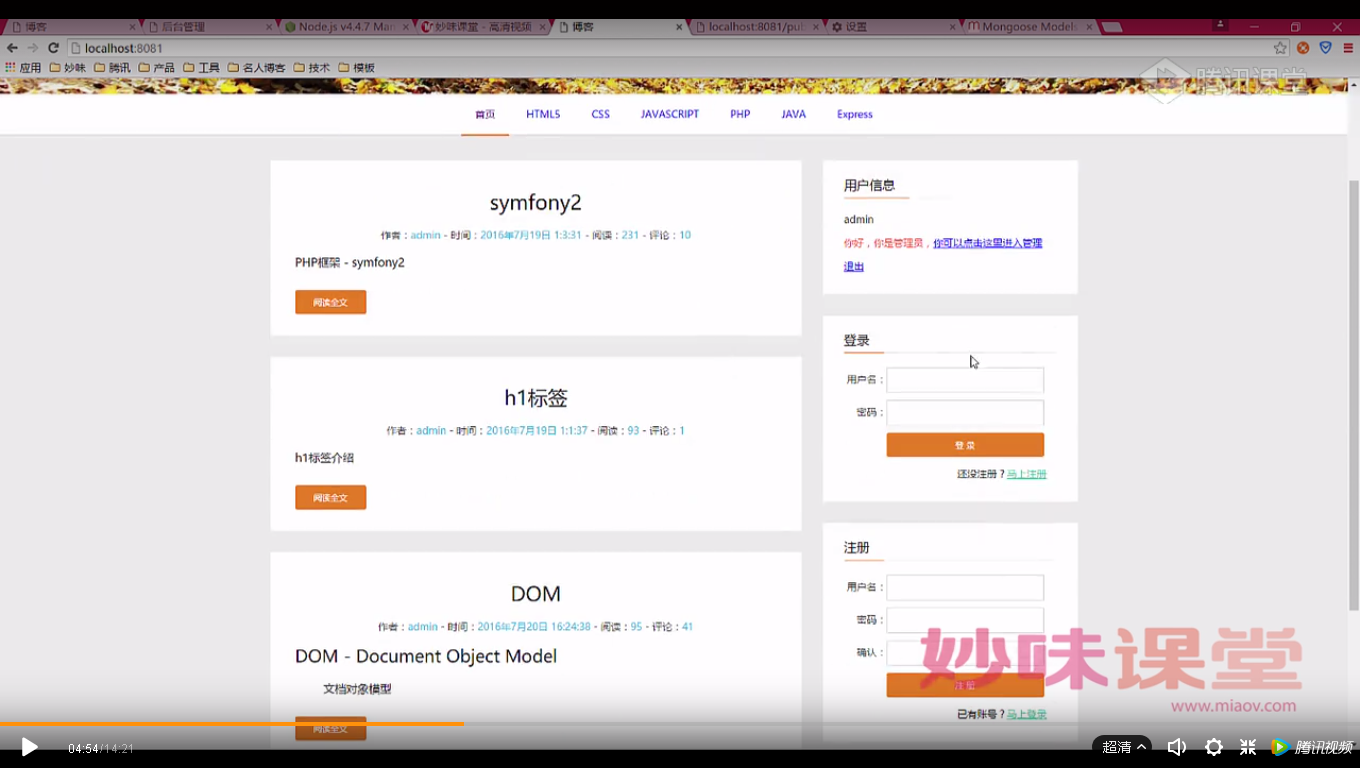 博客
后台管理
Node.js v4.4.7 Man
妙味课堂 - 高清视频
博客
localhost:8081/pul
设置
Mongoose Models
localhost:8081
应用
妙味
腾讯
产品
工具
名人博客
技术
模板
腾讯课堂
首页
HTML5
CSS
JAVASCRIPT
PHP
JAVA
Express
symfony2
作者：admin - 时间：2016年7月19日 1:3:31 - 阅读：231 - 评论：10
PHP框架 - symfony2
阅读全文
h1标签
作者：admin - 时间：2016年7月19日 1:1:37 - 阅读：93 - 评论：1
h1标签介绍
阅读全文
DOM
作者：admin - 时间：2016年7月20日 16:24:38 - 阅读：95 - 评论：41
DOM - Document Object Model
文档对象模型
阅读全文
用户信息
admin
你好，你是管理员，你可以点击这里进入管理
退出
登录
用户名：
密码：
登 录
还没注册？马上注册
注册
用户名：
密码：
确认：
注 册
已有账号？马上登录
妙味课堂
www.miaov.com
04:54/14:21
超清
腾讯视频